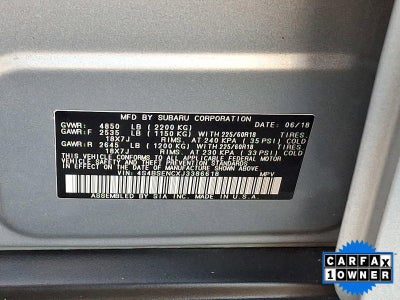 MFD BY SUBARU CORPORATION DATE: 06/18
GVWR: 4850 LB (2200 KG)
GAWR:F 2535 LB (1150 KG) WITH 225/60R18 TIRES
18X7J RIMS. AT 240 KPA (35 PSI) COLD
GAWR:R 2645 LB (1200 KG) WITH 225/60R18 TIRES
18X7J RIMS. AT 230 KPA (33 PSI) COLD
THIS VEHICLE CONFORMS TO ALL APPLICABLE FEDERAL MOTOR
VEHICLE SAFETY AND THEFT PREVENTION STANDARDS IN
EFFECT ON THE DATE OF MANUFACTURE SHOWN ABOVE.
VIN: 4S4BSENCXJ3386618 MPV
ASSEMBLED BY SIA INC. MADE IN U.S.A.
CARFAX
1 OWNER